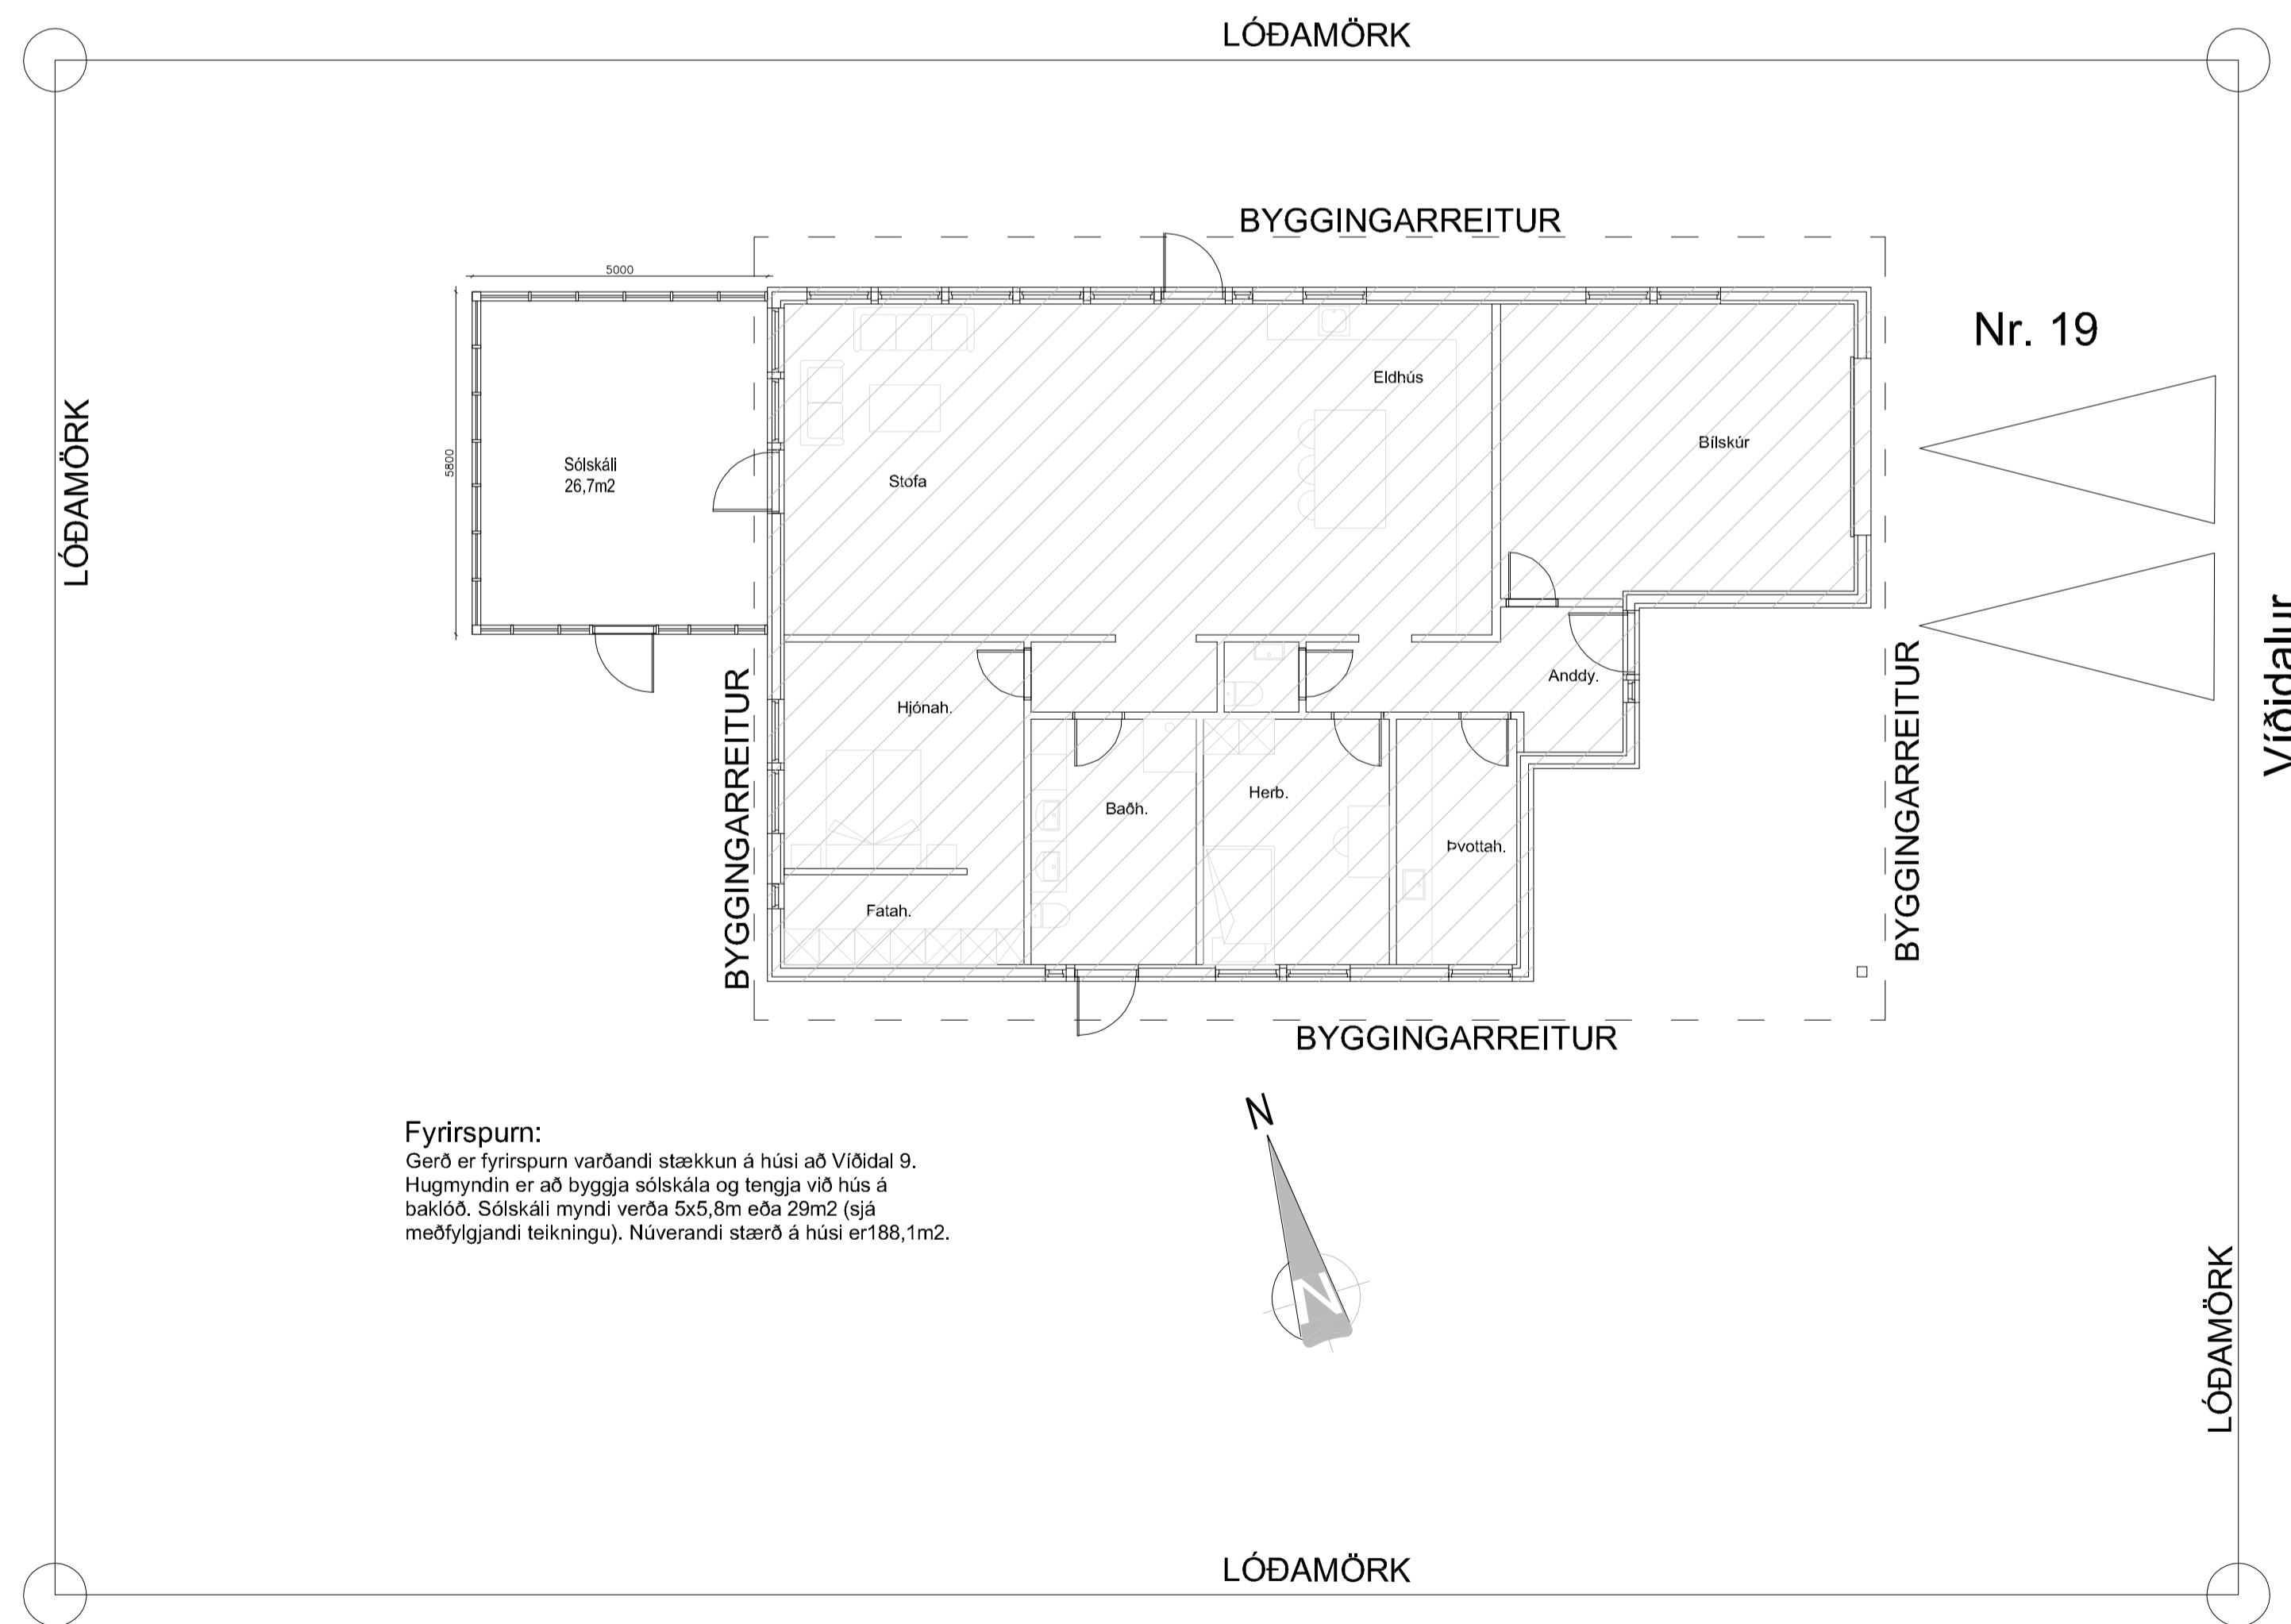 LÓÐAMÖRK
BYGGINGARREITUR
5000
Nr. 19
Eldhús
LÓÐAMÖRK
5800
Sólskáli
26,7m2
Stofa
Bílskúr
Víðidalur
Anddy.
Hjónah.
BYGGINGARREITUR
BYGGINGARREITUR
Herb.
Baðh.
Þvottah.
Fatah.
BYGGINGARREITUR
N
Fyrirspurn:
Gerð er fyrirspurn varðandi stækkun á húsi að Víðidal 9.
Hugmyndin er að byggja sólskála og tengja við hús á
baklóð. Sólskáli myndi verða 5x5,8m eða 29m2 (sjá
meðfylgjandi teikningu). Núverandi stærð á húsi er188,1m2.
N
LÓÐAMÖRK
LÓÐAMÖRK